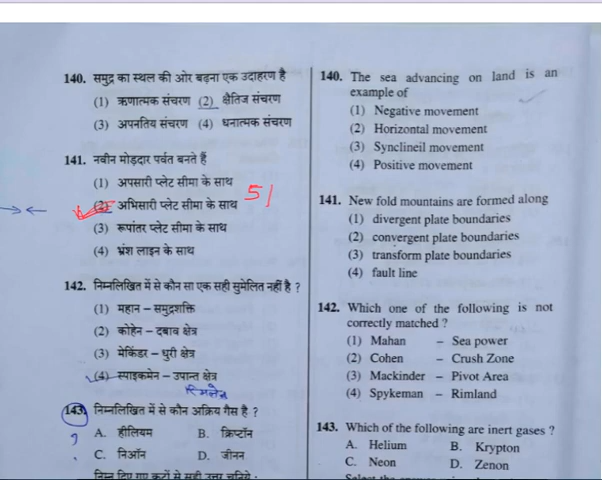 140. समुद्र का स्थल की ओर बढ़ना एक उदाहरण है
(1) ऋणात्मक संचरण (2) क्षैतिज संचरण
(3) अपनतिय संचरण (4) धनात्मक संचरण
141. नवीन मोड़दार पर्वत बनते हैं
(1) अपसारी प्लेट सीमा के साथ
(2) अभिसारी प्लेट सीमा के साथ 51
(3) रूपांतर प्लेट सीमा के साथ
(4) भ्रंश लाइन के साथ
142. निम्नलिखित में से कौन सा एक सही सुमेलित नहीं है ?
(1) महान – समुद्रशक्ति
(2) कोहेन – दबाव क्षेत्र
(3) मेकिंडर – धुरी क्षेत्र
(4) स्पाइकमेन – उपान्त क्षेत्र
143. निम्नलिखित में से कौन अक्रिय गैस है ?
A. हीलियम B. क्रिप्टॉन
C. निऑन D. जीनन
निम्न दिए गए कूटों में सही उत्तर चुनिये :
140. The sea advancing on land is an
example of
(1) Negative movement
(2) Horizontal movement
(3) Synclineil movement
(4) Positive movement
141. New fold mountains are formed along
(1) divergent plate boundaries
(2) convergent plate boundaries
(3) transform plate boundaries
(4) fault line
142. Which one of the following is not
correctly matched ?
(1) Mahan – Sea power
(2) Cohen – Crush Zone
(3) Mackinder – Pivot Area
(4) Spykeman – Rimland
143. Which of the following are inert gases ?
A. Helium B. Krypton
C. Neon D. Zenon